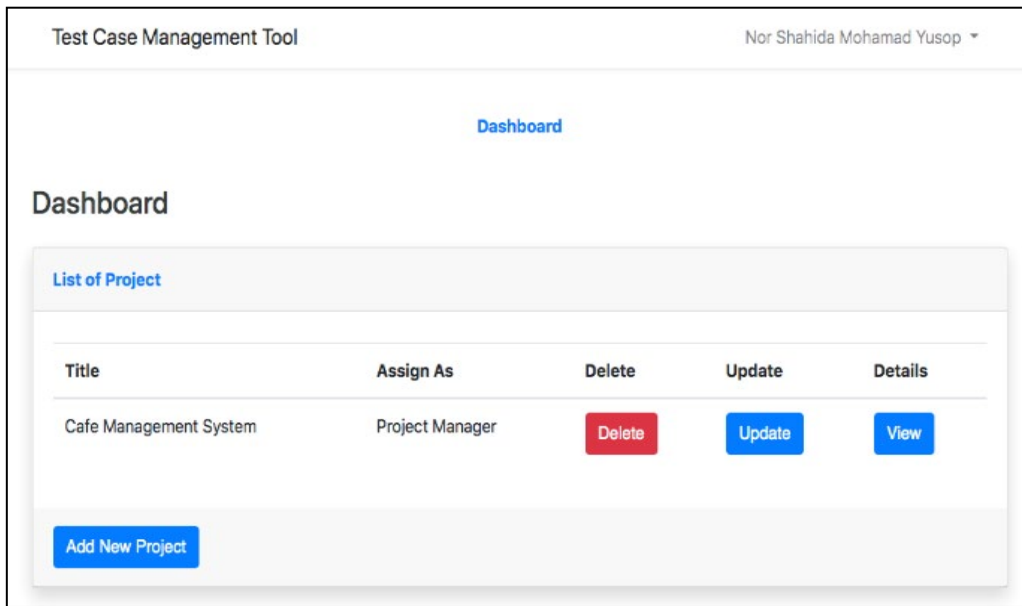 Test Case Management Tool
Nor Shahida Mohamad Yusop
Dashboard
Dashboard
List of Project
Title Assign As Delete Update Details
Cafe Management System Project Manager Delete Update View
Add New Project